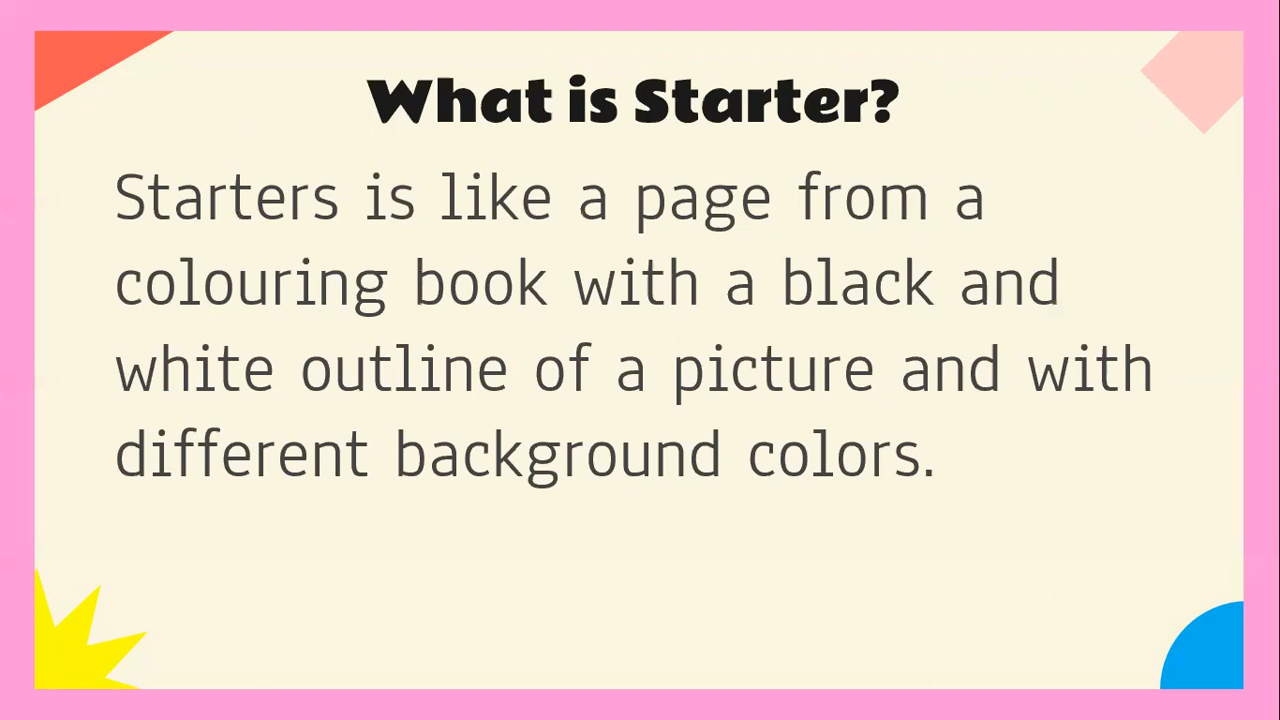 What is Starter?
Starters is like a page from a
colouring book with a black and
white outline of a picture and with
different background colors.